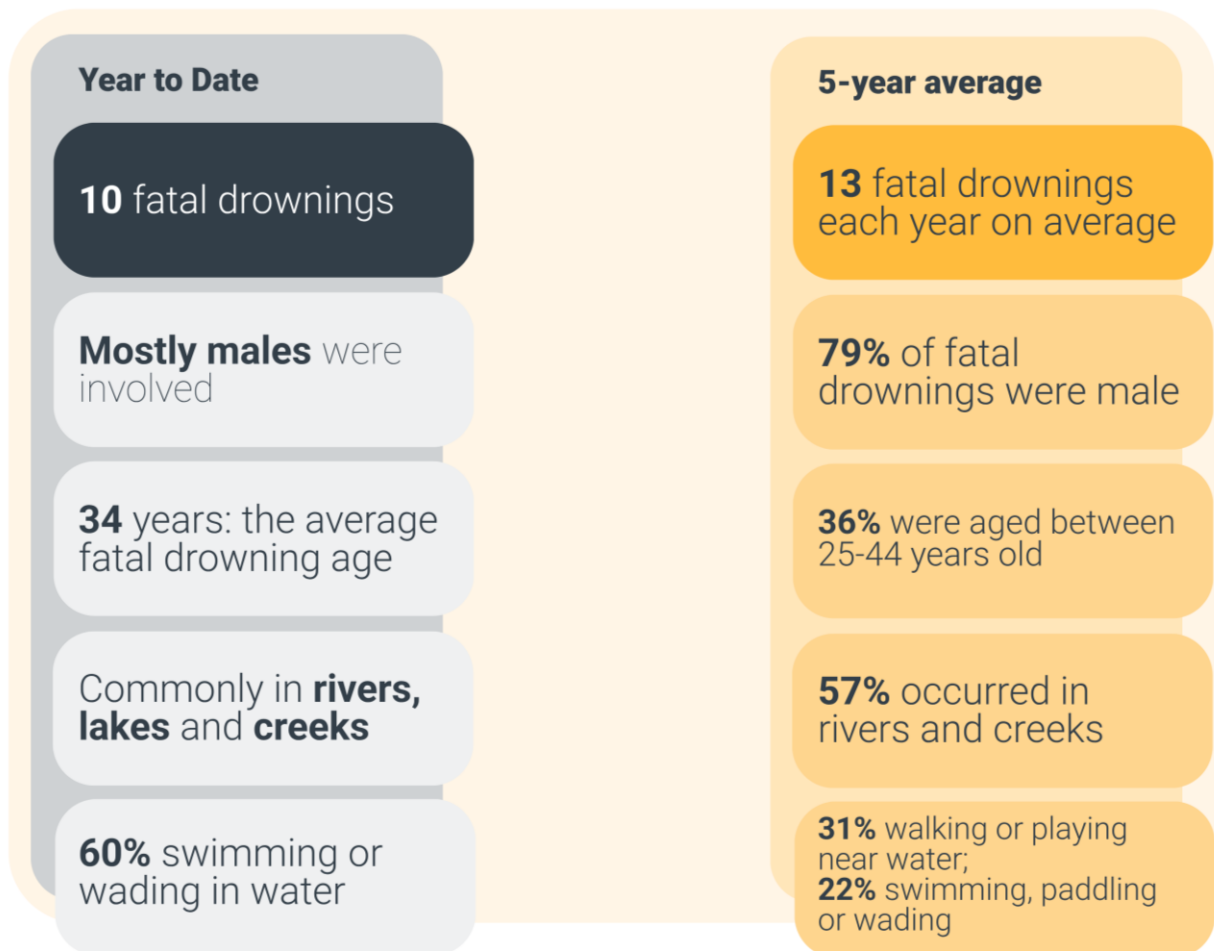 Year to Date
10 fatal drownings
Mostly males were
involved
34 years: the average
fatal drowning age
Commonly in rivers,
lakes and creeks
60% swimming or
wading in water
5-year average
13 fatal drownings
each year on average
79% of fatal
drownings were male
36% were aged between
25-44 years old
57% occurred in
rivers and creeks
31% walking or playing
near water;
22% swimming, paddling
or wading